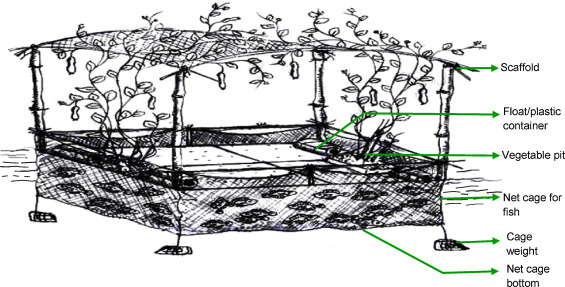 Scaffold
Float/plastic
container
Vegetable pit
Net cage for
fish
Cage
weight
Net cage
bottom